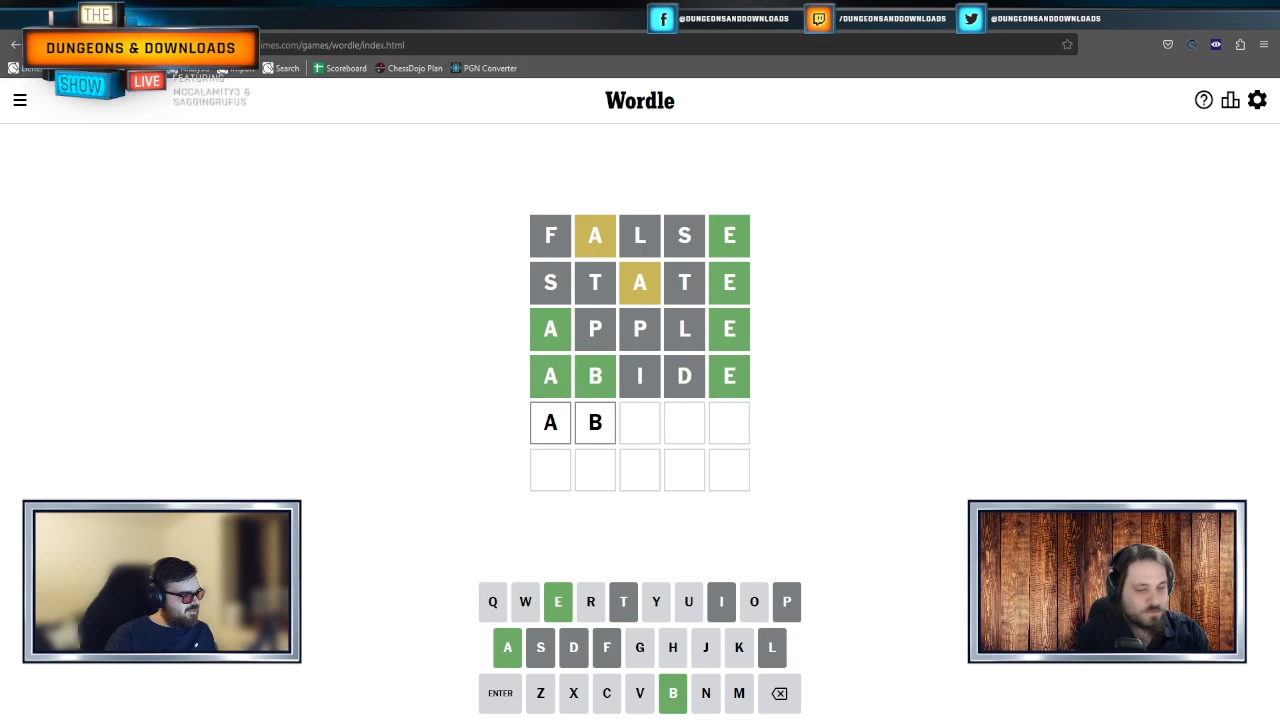 THE
DUNGEONS & DOWNLOADS
SHOW
LIVE
FEATURING
MCCALAMITY3 &
SAGGINGRUFUS
@DUNGEONSANDDOWNLOADS
/DUNGEONSANDDOWNLOADS
@DUNGEONSANDDOWNLOADS
imes.com/games/wordle/index.html
Search
Scoreboard
ChessDojo Plan
PGN Converter
Wordle
F A L S E
S T A T E
A P P L E
A B I D E
A B
Q W E R T Y U I O P
A S D F G H J K L
ENTER Z X C V B N M